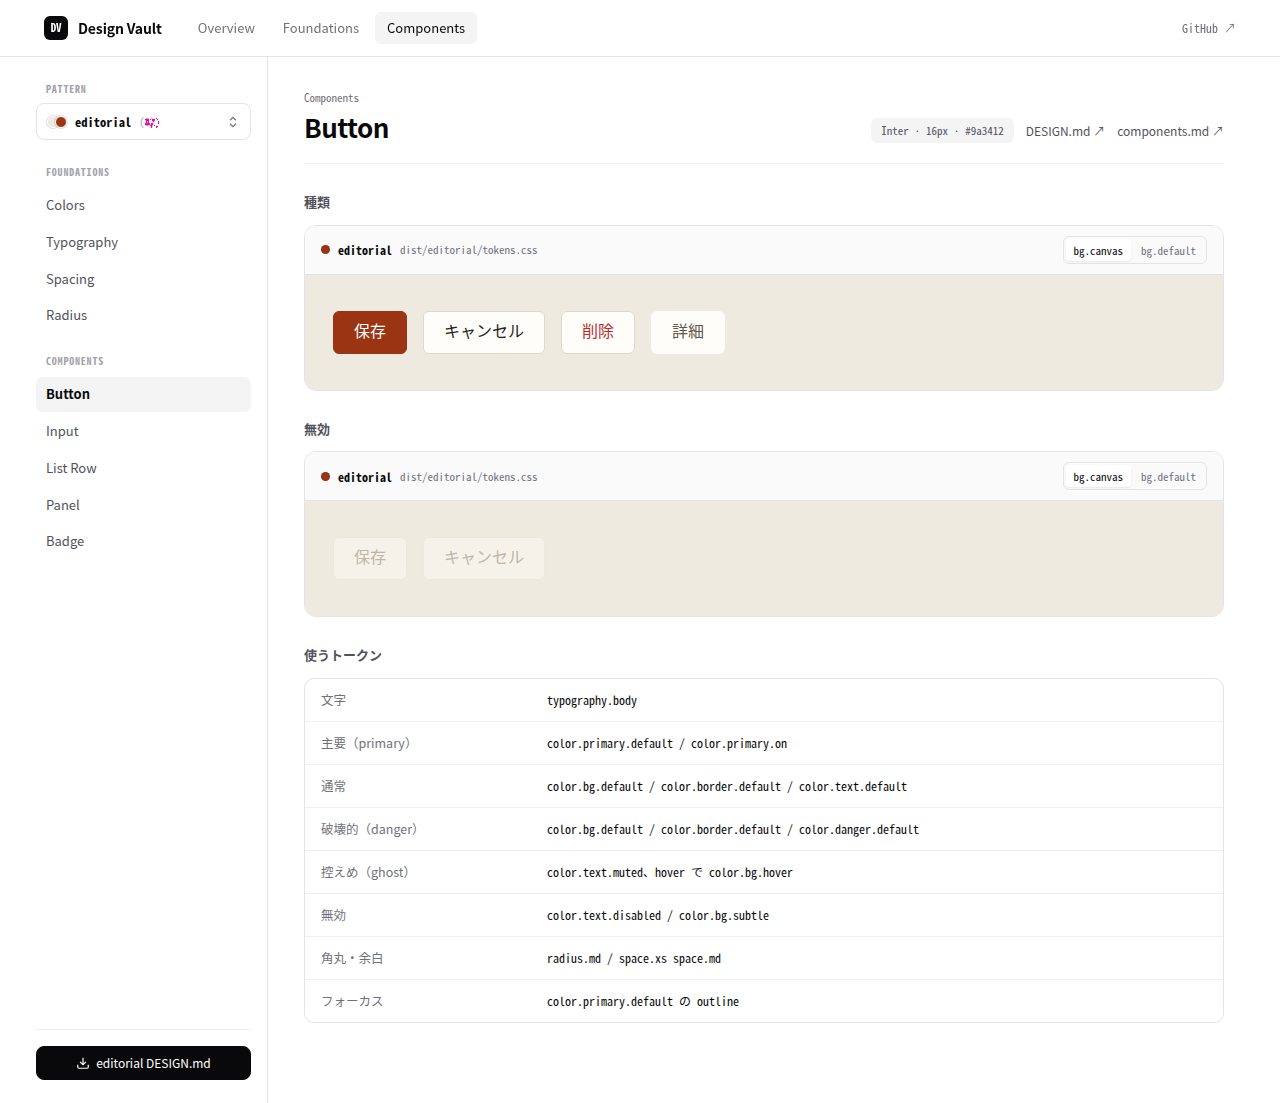 DV Design Vault Overview Foundations Components GitHub ↗
PATTERN
editorial
FOUNDATIONS
Colors
Typography
Spacing
Radius
COMPONENTS
Button
Input
List Row
Panel
Badge
editorial DESIGN.md
Components
Button
Inter · 16px · #9a3412 DESIGN.md ↗ components.md ↗
種類
editorial dist/editorial/tokens.css bg.canvas bg.default
保存 キャンセル 削除 詳細
無効
editorial dist/editorial/tokens.css bg.canvas bg.default
保存 キャンセル
使うトークン
文字 typography.body
主要（primary） color.primary.default / color.primary.on
通常 color.bg.default / color.border.default / color.text.default
破壊的（danger） color.bg.default / color.border.default / color.danger.default
控えめ（ghost） color.text.muted、hover で color.bg.hover
無効 color.text.disabled / color.bg.subtle
角丸・余白 radius.md / space.xs space.md
フォーカス color.primary.default の outline